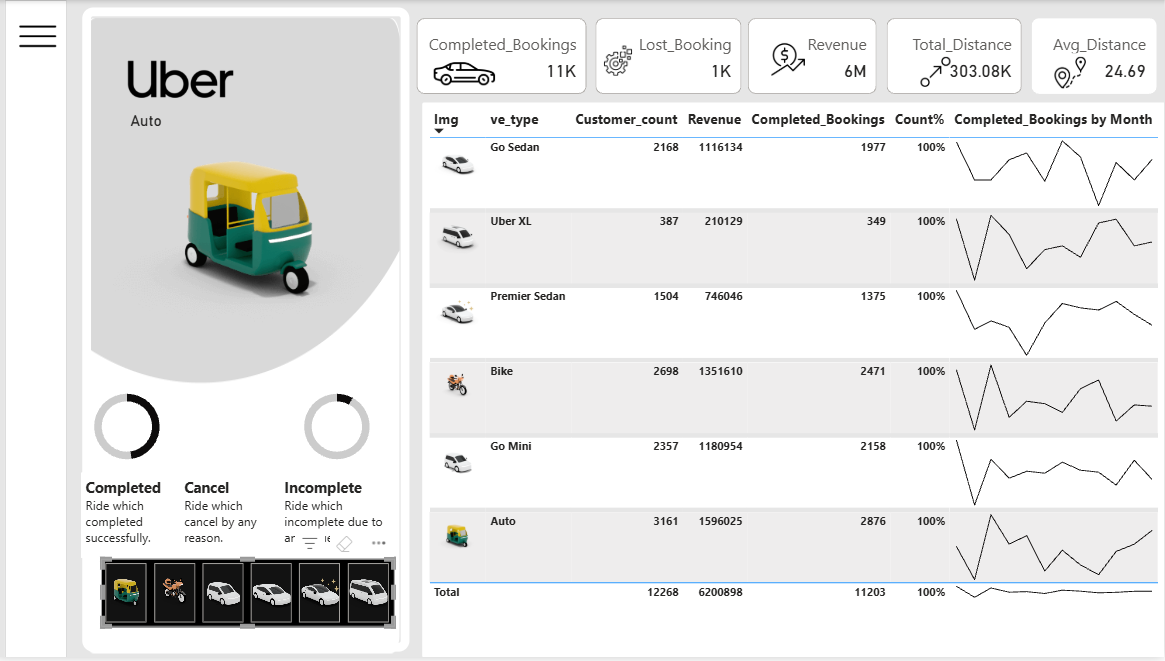 Uber
Auto
Completed
Ride which
completed
successfully.
Cancel
Ride which
cancel by any
reason.
Incomplete
Ride which
incomplete due to
Completed_Bookings
11K
Lost_Booking
1K
Revenue
6M
Total_Distance
303.08K
Avg_Distance
24.69
Img ve_type Customer_count Revenue Completed_Bookings Count% Completed_Bookings by Month
Go Sedan 2168 1116134 1977 100%
Uber XL 387 210129 349 100%
Premier Sedan 1504 746046 1375 100%
Bike 2698 1351610 2471 100%
Go Mini 2357 1180954 2158 100%
Auto 3161 1596025 2876 100%
Total 12268 6200898 11203 100%